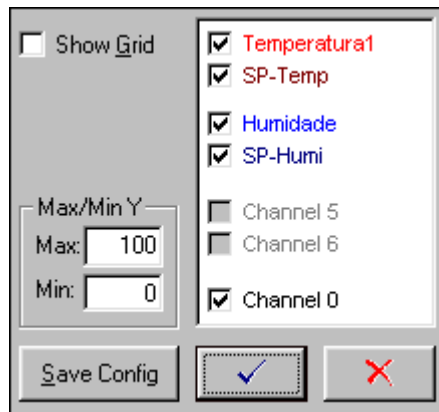 Show Grid
Temperatura1
SP-Temp
Humidade
SP-Humi
Channel 5
Channel 6
Channel 0
Max/Min Y
Max: 100
Min: 0
Save Config